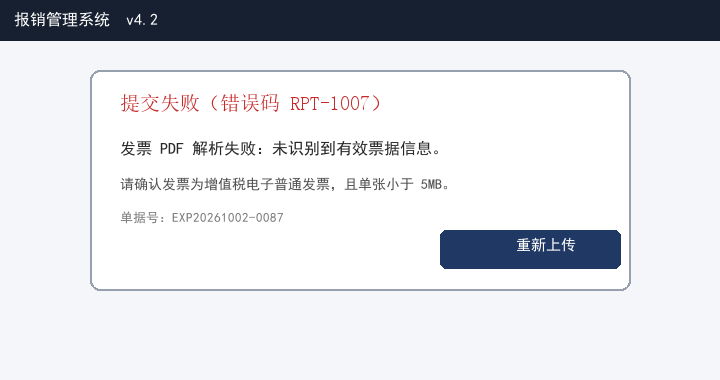 报销管理系统 v4.2
提交失败（错误码 RPT-1007）
发票 PDF 解析失败：未识别到有效票据信息。
请确认发票为增值税电子普通发票，且单张小于 5MB。
单据号：EXP20261002-0087
重新上传